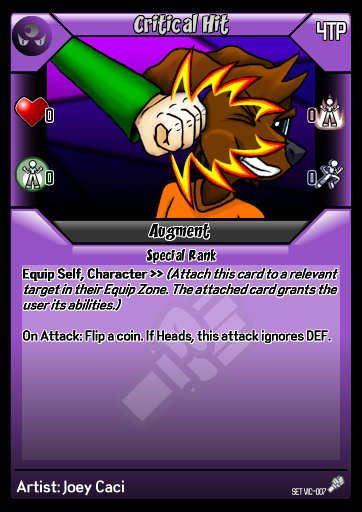 Critical Hit
4TP
0
0
0
0
Augment
Special Rank
Equip Self, Character >> (Attach this card to a relevant
target in their Equip Zone. The attached card grants the
user its abilities.)
On Attack: Flip a coin. If Heads, this attack ignores DEF.
Artist: Joey Caci
SET VIC-007